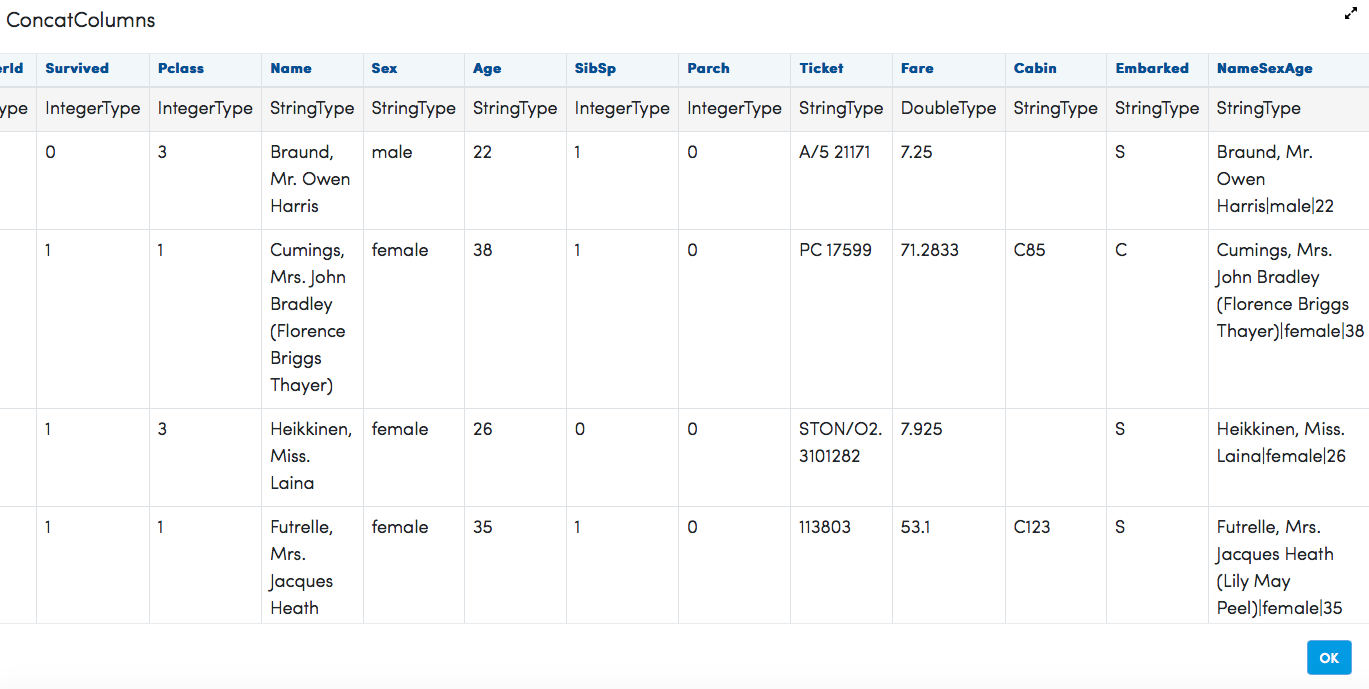 ConcatColumns
erId Survived Pclass Name Sex Age SibSp Parch Ticket Fare Cabin Embarked NameSexAge
ype IntegerType IntegerType StringType StringType StringType IntegerType IntegerType StringType DoubleType StringType StringType StringType
0 3 Braund, male 22 1 0 A/5 21171 7.25 S Braund, Mr.
Mr. Owen Owen
Harris Harris|male|22
1 1 Cumings, female 38 1 0 PC 17599 71.2833 C85 C Cumings, Mrs.
Mrs. John John Bradley
Bradley (Florence Briggs
(Florence Thayer)|female|38
Briggs
Thayer)
1 3 Heikkinen, female 26 0 0 STON/O2. 7.925 S Heikkinen, Miss.
Miss. 3101282 Laina|female|26
Laina
1 1 Futrelle, female 35 1 0 113803 53.1 C123 S Futrelle, Mrs.
Mrs. Jacques Heath
Jacques (Lily May
Heath Peel)|female|35
OK